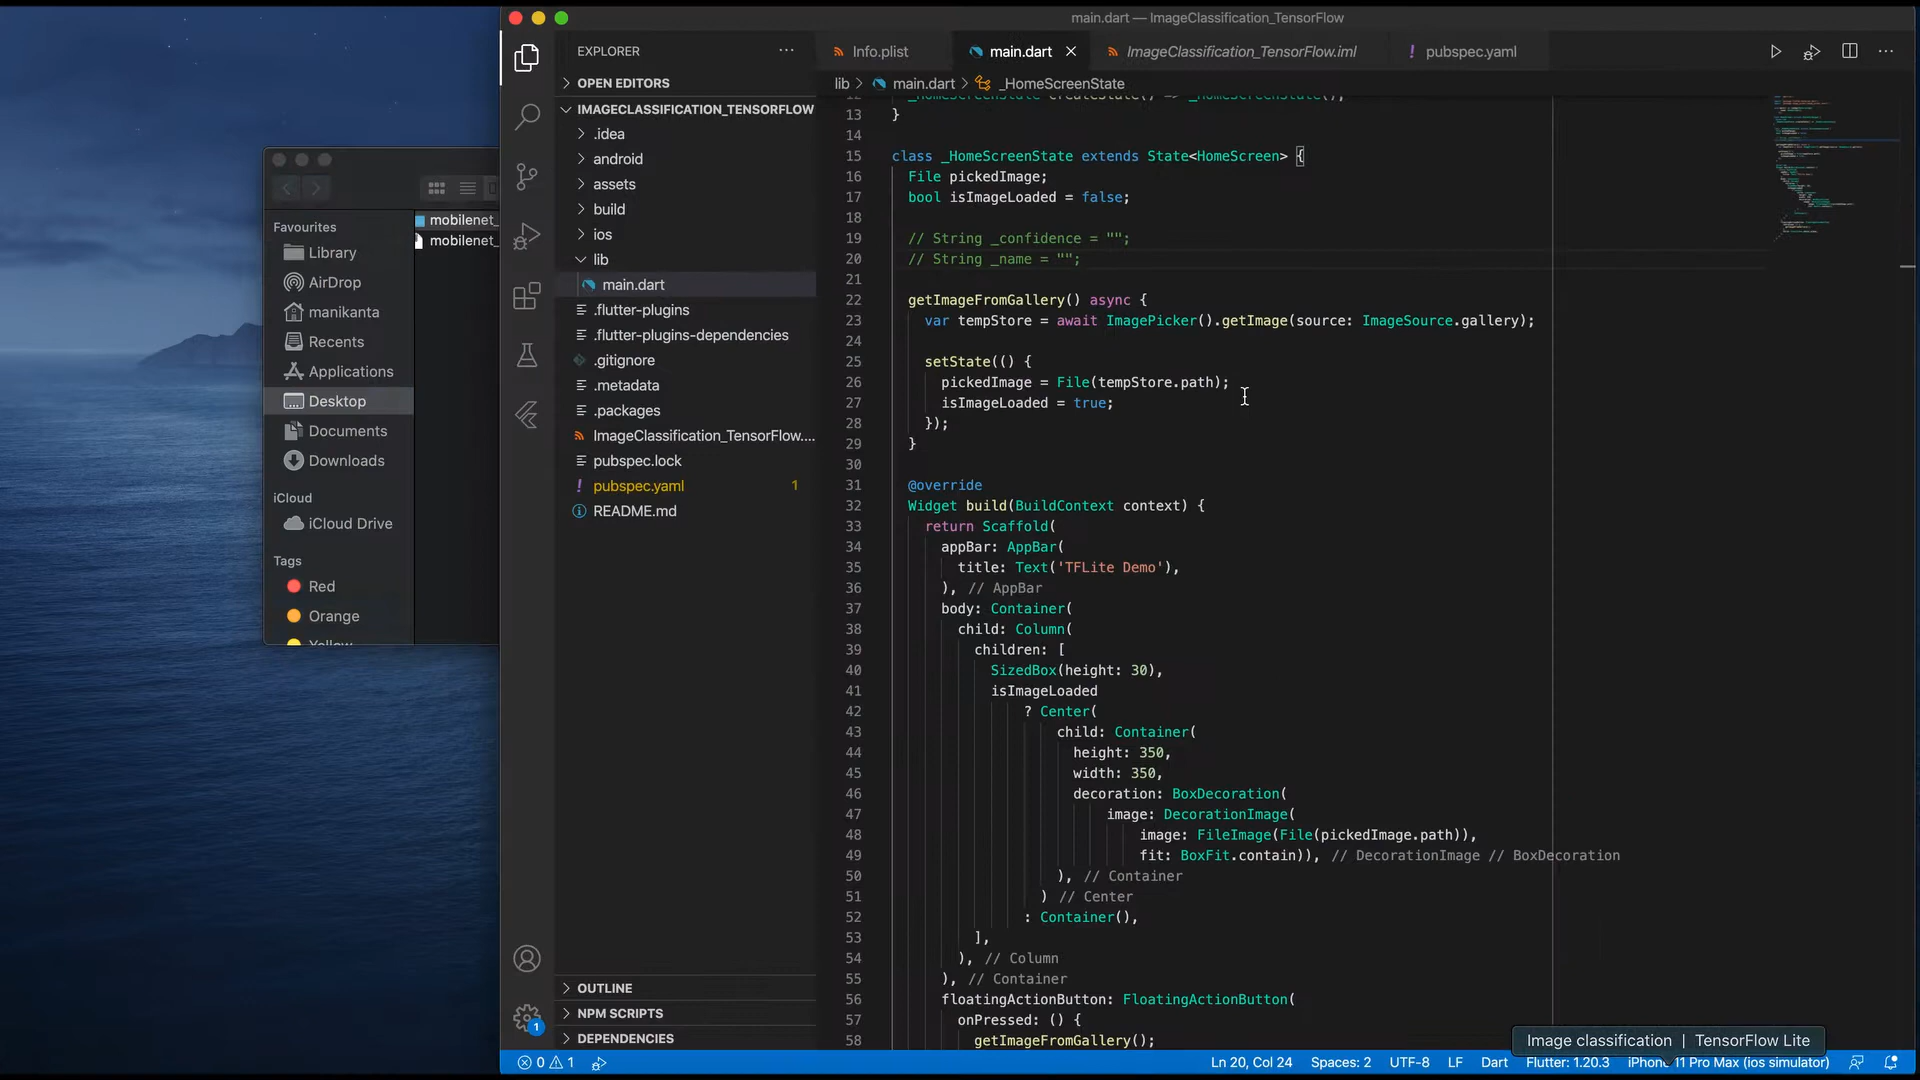 main.dart — ImageClassification_TensorFlow
EXPLORER
OPEN EDITORS
IMAGECLASSIFICATION_TENSORFLOW
.idea
android
assets
build
ios
lib
main.dart
.flutter-plugins
.flutter-plugins-dependencies
.gitignore
.metadata
.packages
ImageClassification_TensorFlow....
pubspec.lock
pubspec.yaml 1
README.md
OUTLINE
NPM SCRIPTS
DEPENDENCIES
Favourites
Library
AirDrop
manikanta
Recents
Applications
Desktop
Documents
Downloads
iCloud
iCloud Drive
Tags
Red
Orange
Yellow
mobilenet_
mobilenet_
Info.plist
main.dart
ImageClassification_TensorFlow.iml
pubspec.yaml
lib > main.dart > _HomeScreenState
12 _HomeScreenState createState() => _HomeScreenState();
13 }
14
15 class _HomeScreenState extends State<HomeScreen> {
16 File pickedImage;
17 bool isImageLoaded = false;
18
19 // String _confidence = "";
20 // String _name = "";
21
22 getImageFromGallery() async {
23 var tempStore = await ImagePicker().getImage(source: ImageSource.gallery);
24
25 setState(() {
26 pickedImage = File(tempStore.path);
27 isImageLoaded = true;
28 });
29 }
30
31 @override
32 Widget build(BuildContext context) {
33 return Scaffold(
34 appBar: AppBar(
35 title: Text('TFLite Demo'),
36 ), // AppBar
37 body: Container(
38 child: Column(
39 children: [
40 SizedBox(height: 30),
41 isImageLoaded
42 ? Center(
43 child: Container(
44 height: 350,
45 width: 350,
46 decoration: BoxDecoration(
47 image: DecorationImage(
48 image: FileImage(File(pickedImage.path)),
49 fit: BoxFit.contain)), // DecorationImage // BoxDecoration
50 ), // Container
51 ) // Center
52 : Container(),
53 ],
54 ), // Column
55 ), // Container
56 floatingActionButton: FloatingActionButton(
57 onPressed: () {
58 getImageFromGallery();
Image classification | TensorFlow Lite
1
0 1
Ln 20, Col 24
Spaces: 2
UTF-8
LF
Dart
Flutter: 1.20.3
iPhone 11 Pro Max (ios simulator)